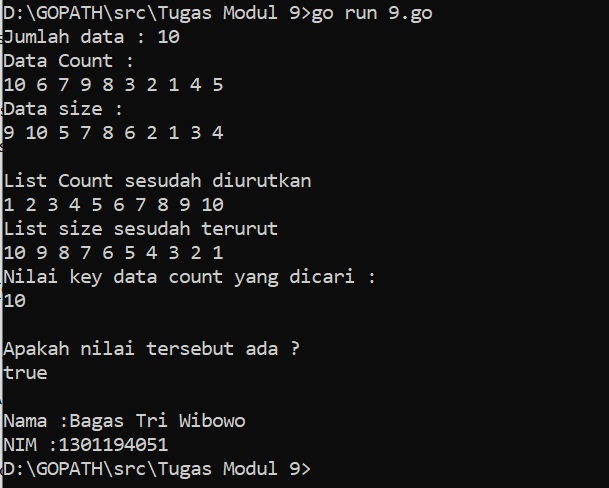 D:\GOPATH\src\Tugas Modul 9>go run 9.go
Jumlah data : 10
Data Count :
10 6 7 9 8 3 2 1 4 5
Data size :
9 10 5 7 8 6 2 1 3 4
List Count sesudah diurutkan
1 2 3 4 5 6 7 8 9 10
List size sesudah terurut
10 9 8 7 6 5 4 3 2 1
Nilai key data count yang dicari :
10
Apakah nilai tersebut ada ?
true
Nama :Bagas Tri Wibowo
NIM :1301194051
D:\GOPATH\src\Tugas Modul 9>